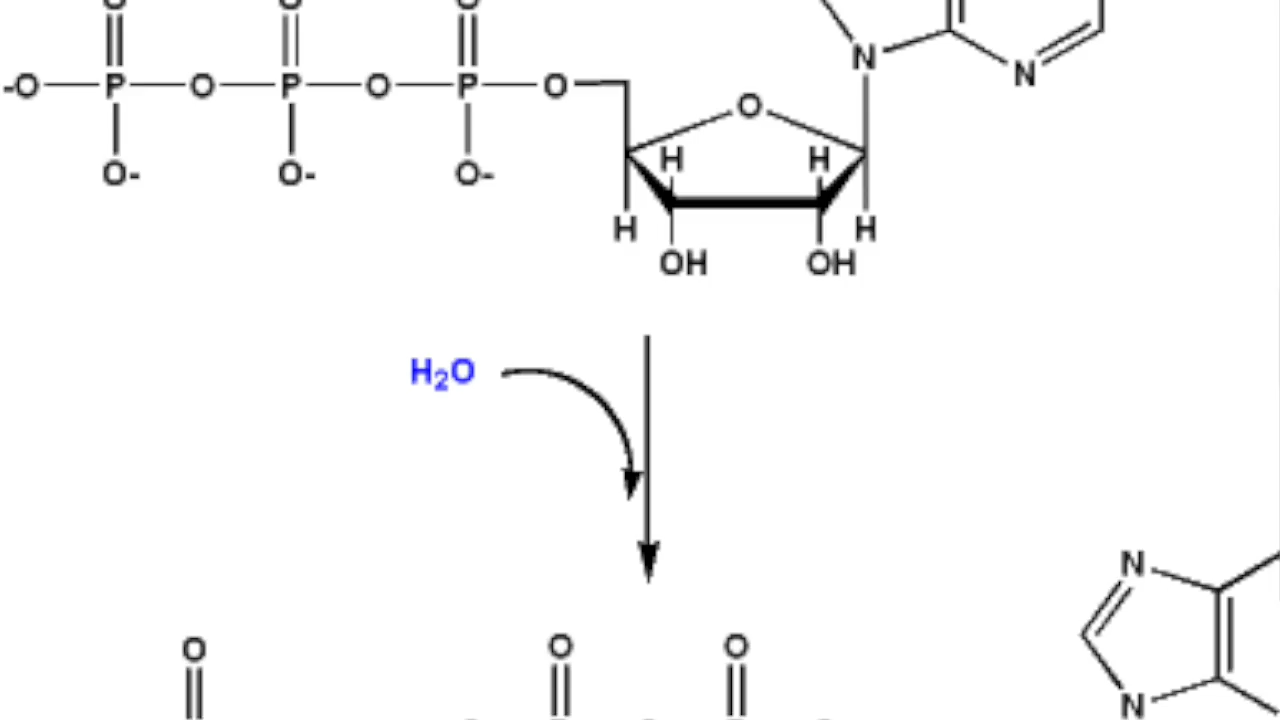 O O O
-O P O P O P O
O- O- O-
O
H H
H H
OH OH
N
N
H₂O
N
N
O O O